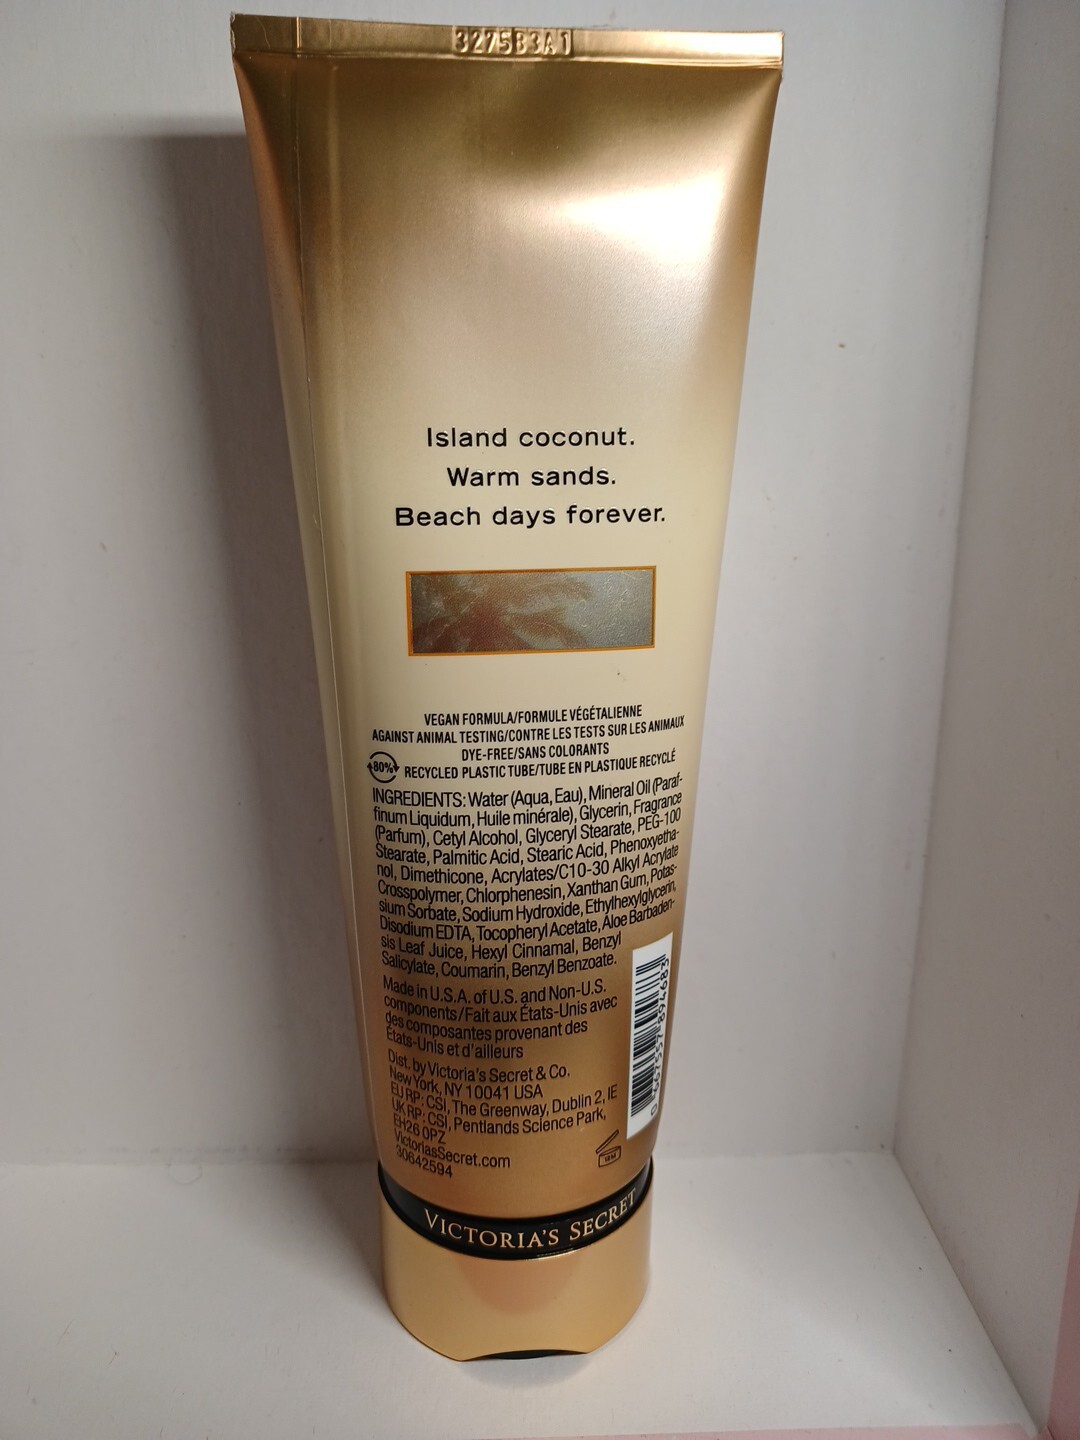 3275B3A1
Island coconut.
Warm sands.
Beach days forever.
VEGAN FORMULA/FORMULE VÉGÉTALIENNE
AGAINST ANIMAL TESTING/CONTRE LES TESTS SUR LES ANIMAUX
DYE-FREE/SANS COLORANTS
80% RECYCLED PLASTIC TUBE/TUBE EN PLASTIQUE RECYCLÉ
INGREDIENTS: Water (Aqua, Eau), Mineral Oil (Paraf-
finum Liquidum, Huile minérale), Glycerin, Fragrance
(Parfum), Cetyl Alcohol, Glyceryl Stearate, PEG-100
Stearate, Palmitic Acid, Stearic Acid, Phenoxyetha-
nol, Dimethicone, Acrylates/C10-30 Alkyl Acrylate
Crosspolymer, Chlorphenesin, Xanthan Gum, Potas-
sium Sorbate, Sodium Hydroxide, Ethylhexylglycerin,
Disodium EDTA, Tocopheryl Acetate, Aloe Barbaden-
sis Leaf Juice, Hexyl Cinnamal, Benzyl
Salicylate, Coumarin, Benzyl Benzoate.
Made in U.S.A. of U.S. and Non-U.S.
components/Fait aux États-Unis avec
des composantes provenant des
États-Unis et d'ailleurs
Dist. by Victoria's Secret & Co.
New York, NY 10041 USA
EU RP: CSI, The Greenway, Dublin 2, IE
UK RP: CSI, Pentlands Science Park,
EH26 0PZ
VictoriasSecret.com
30642594
18M
VICTORIA'S SECRET